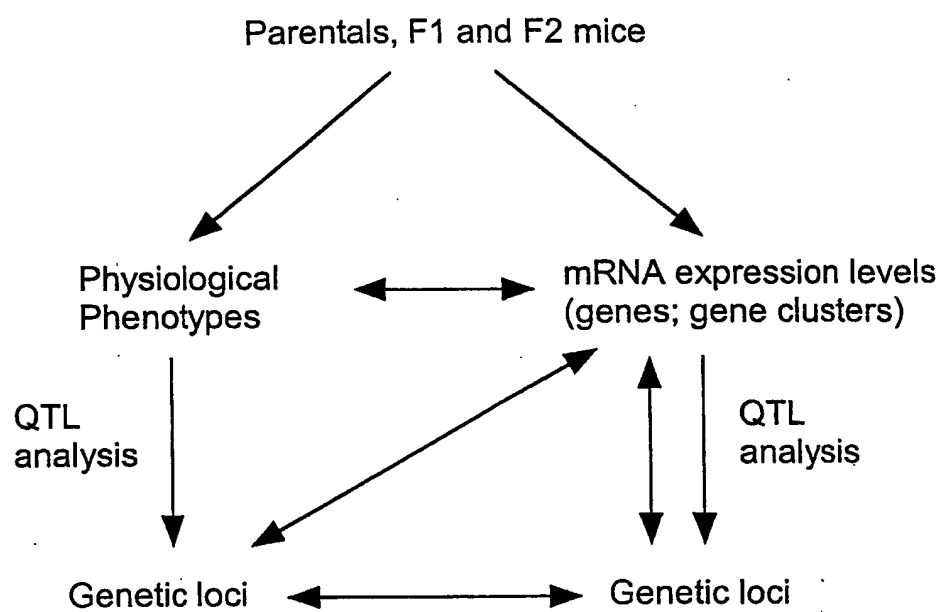 Parentals, F1 and F2 mice
Physiological
Phenotypes
mRNA expression levels
(genes; gene clusters)
QTL
analysis
QTL
analysis
Genetic loci
Genetic loci